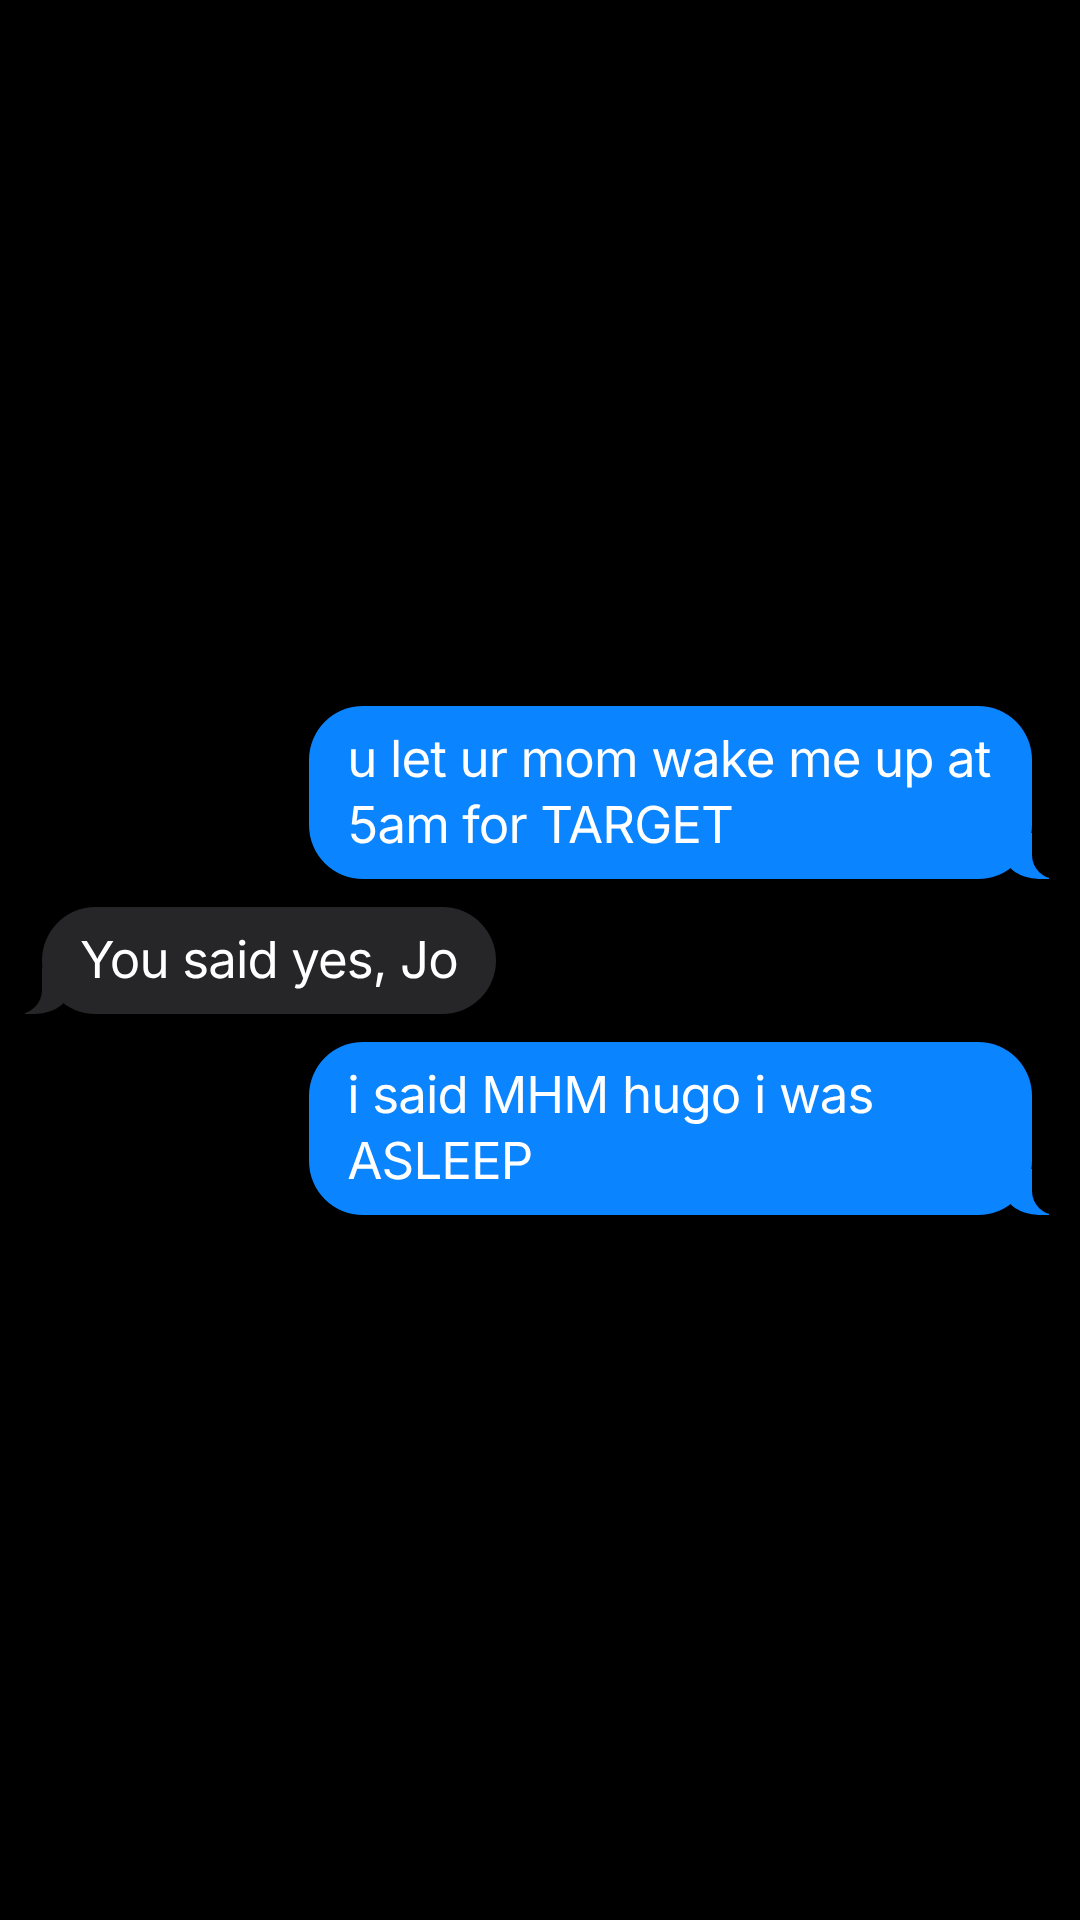 u let ur mom wake me up at
5am for TARGET
You said yes, Jo
i said MHM hugo i was
ASLEEP